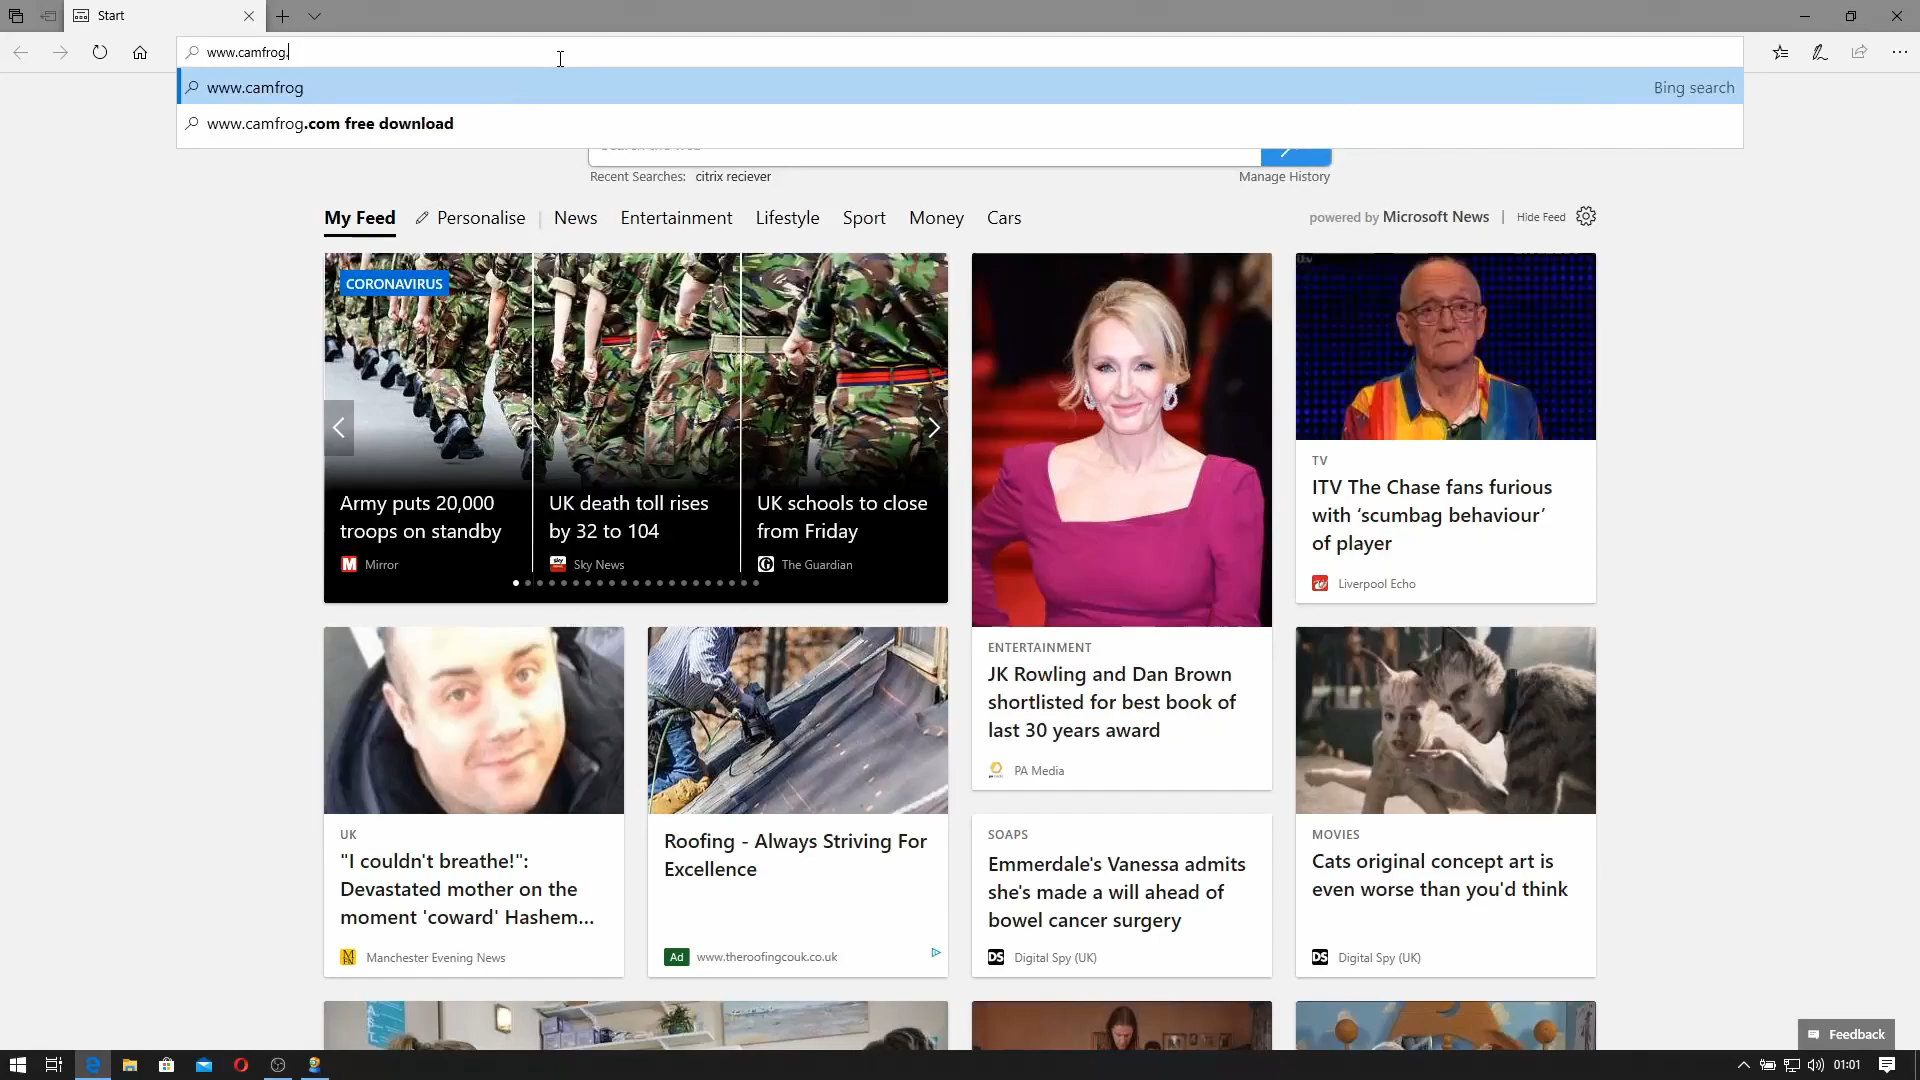 Start
www.camfrog.
www.camfrog Bing search
www.camfrog.com free download
Recent Searches: citrix reciever Manage History
My Feed Personalise News Entertainment Lifestyle Sport Money Cars powered by Microsoft News | Hide Feed
CORONAVIRUS
Army puts 20,000
troops on standby
Mirror
UK death toll rises
by 32 to 104
Sky News
UK schools to close
from Friday
The Guardian
ENTERTAINMENT
JK Rowling and Dan Brown
shortlisted for best book of
last 30 years award
PA Media
TV
ITV The Chase fans furious
with ‘scumbag behaviour’
of player
Liverpool Echo
UK
"I couldn't breathe!":
Devastated mother on the
moment 'coward' Hashem...
Manchester Evening News
Roofing - Always Striving For
Excellence
Ad www.theroofingcouk.co.uk
SOAPS
Emmerdale's Vanessa admits
she's made a will ahead of
bowel cancer surgery
DS Digital Spy (UK)
MOVIES
Cats original concept art is
even worse than you'd think
DS Digital Spy (UK)
Feedback
01:01